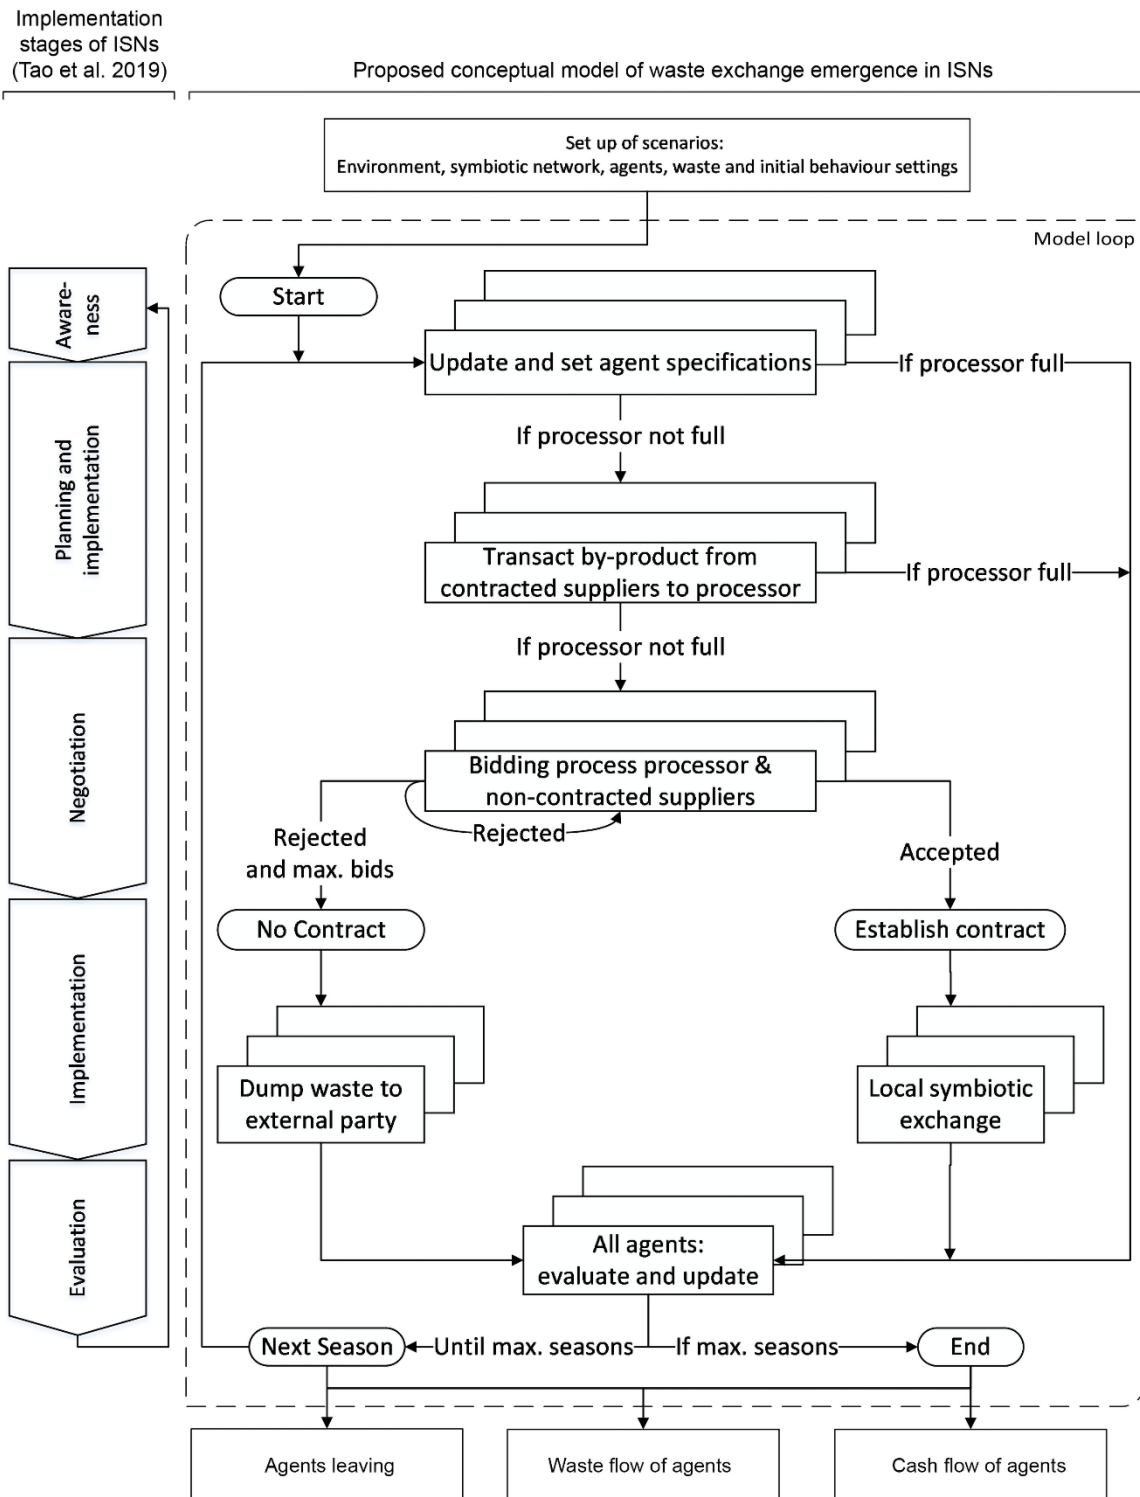 Implementation
stages of ISNs
(Tao et al. 2019)
Proposed conceptual model of waste exchange emergence in ISNs
Set up of scenarios:
Environment, symbiotic network, agents, waste and initial behaviour settings
Model loop
Aware-
ness
Start
Update and set agent specifications
If processor full
If processor not full
Planning and
implementation
Transact by-product from
contracted suppliers to processor
If processor full
If processor not full
Negotiation
Bidding process processor &
non-contracted suppliers
Rejected
Rejected
and max. bids
Accepted
No Contract
Establish contract
Implementation
Dump waste to
external party
Local symbiotic
exchange
Evaluation
All agents:
evaluate and update
Next Season
Until max. seasons
If max. seasons
End
Agents leaving
Waste flow of agents
Cash flow of agents